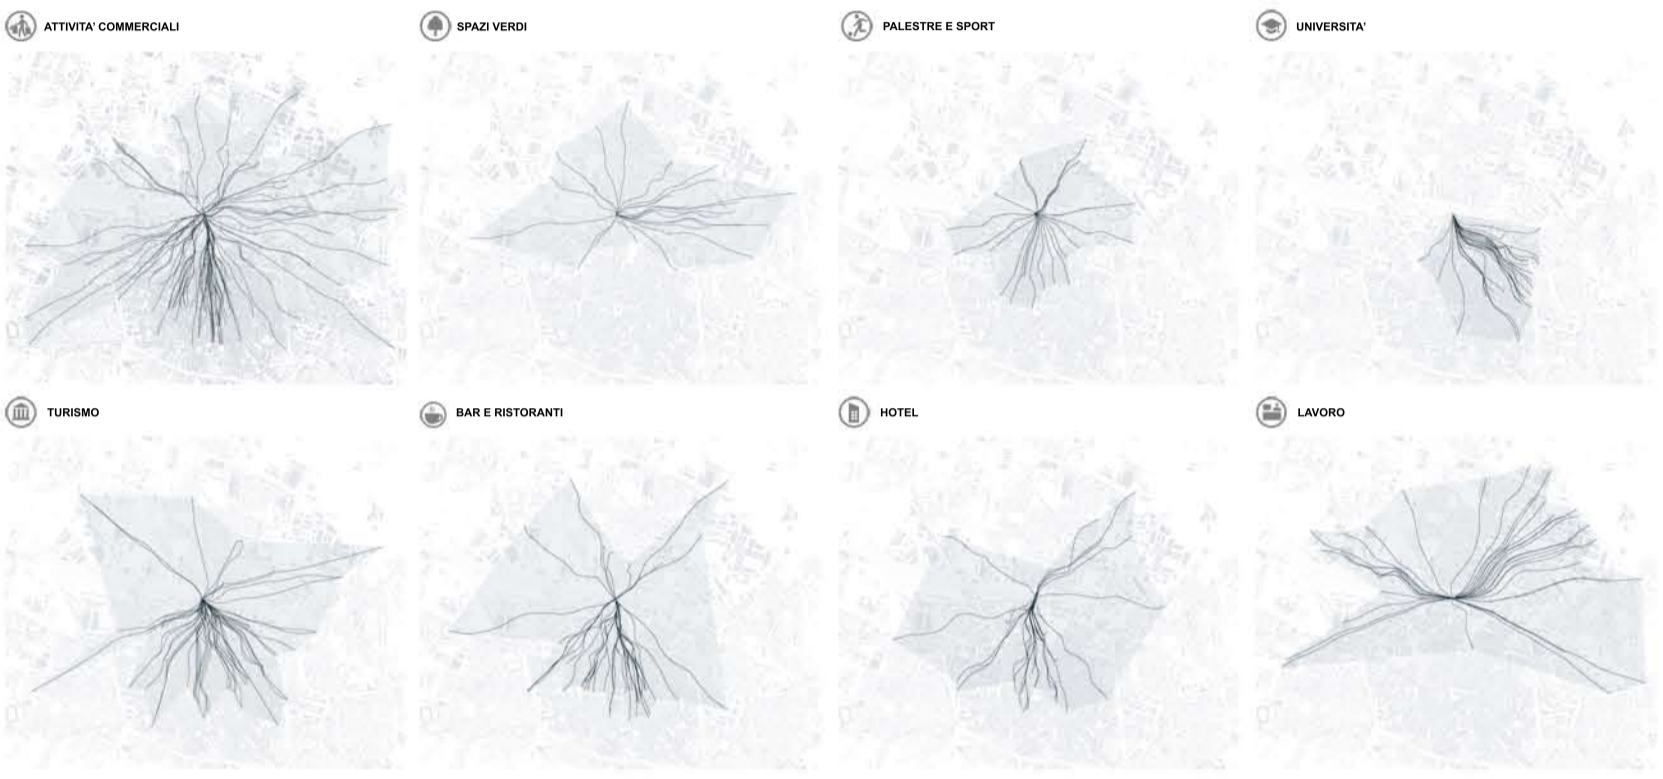 ATTIVITA' COMMERCIALI
SPAZI VERDI
PALESTRE E SPORT
UNIVERSITA'
TURISMO
BAR E RISTORANTI
HOTEL
LAVORO